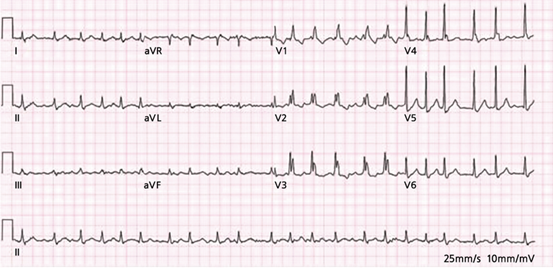 I aVR V1 V4
II aVL V2 V5
III aVF V3 V6
II
25mm/s 10mm/mV